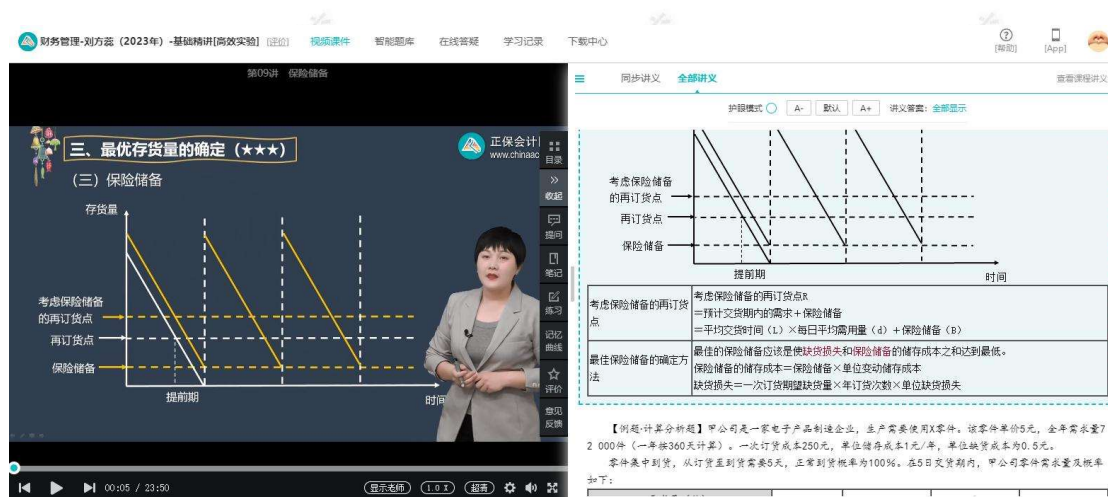 财务管理-刘方蕊（2023年）-基础精讲[高效实验] [评价] 视频课件 智能题库 在线答疑 学习记录 下载中心 [帮助] [App]
第09讲 保险储备
三、最优存货量的确定（★★★）
正保会计
www.chinaac
（三）保险储备
存货量
考虑保险储备
的再订货点
再订货点
保险储备
提前期
时间
目录
收起
提问
笔记
练习
记忆
曲线
评价
意见
反馈
00:05 / 23:50 显示老师 1.0 X 超清
同步讲义 全部讲义 查看课程讲义
护眼模式 A- 默认 A+ 讲义答案：全部显示
考虑保险储备
的再订货点
再订货点
保险储备
提前期
时间
考虑保险储备的再订货点
考虑保险储备的再订货点R
＝预计交货期内的需求＋保险储备
＝平均交货时间（L）×每日平均需用量（d）＋保险储备（B）
最佳保险储备的确定方法
最佳的保险储备应该是使缺货损失和保险储备的储存成本之和达到最低。
保险储备的储存成本＝保险储备×单位变动储存成本
缺货损失＝一次订货期望缺货量×年订货次数×单位缺货损失
【例题·计算分析题】甲公司是一家电子产品制造企业，生产需要使用X零件。该零件单价5元，全年需求量7
2 000件（一年按360天计算）。一次订货成本250元，单位储存成本1元/年，单位缺货成本为0.5元。
零件集中到货，从订货至到货需要5天，正常到货概率为100%。在5日交货期内，甲公司零件需求量及概率
如下：